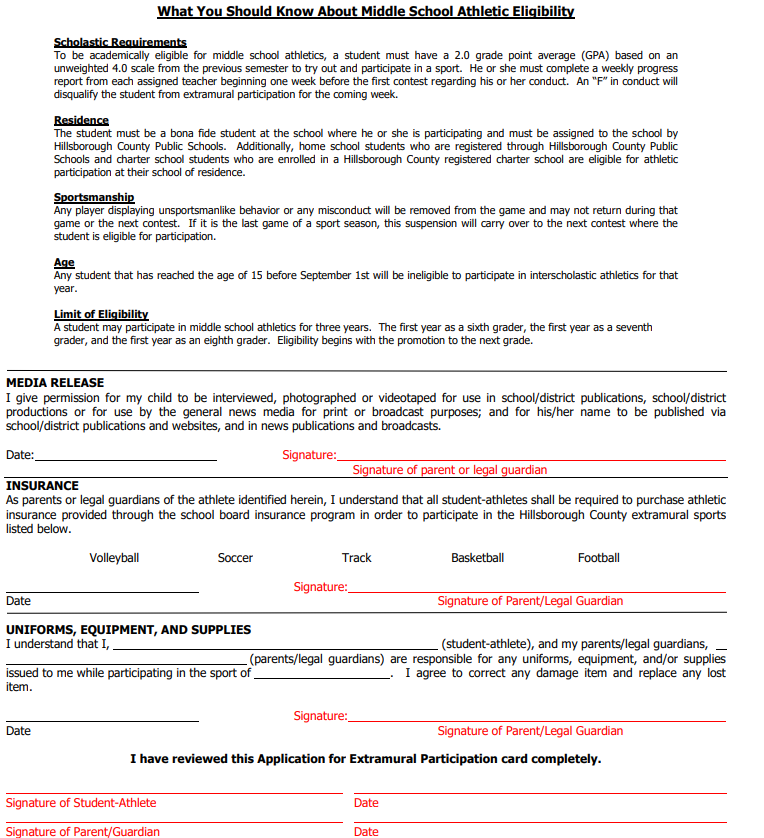 What You Should Know About Middle School Athletic Eligibility
Scholastic Requirements
To be academically eligible for middle school athletics, a student must have a 2.0 grade point average (GPA) based on an
unweighted 4.0 scale from the previous semester to try out and participate in a sport. He or she must complete a weekly progress
report from each assigned teacher beginning one week before the first contest regarding his or her conduct. An “F” in conduct will
disqualify the student from extramural participation for the coming week.
Residence
The student must be a bona fide student at the school where he or she is participating and must be assigned to the school by
Hillsborough County Public Schools. Additionally, home school students who are registered through Hillsborough County Public
Schools and charter school students who are enrolled in a Hillsborough County registered charter school are eligible for athletic
participation at their school of residence.
Sportsmanship
Any player displaying unsportsmanlike behavior or any misconduct will be removed from the game and may not return during that
game or the next contest. If it is the last game of a sport season, this suspension will carry over to the next contest where the
student is eligible for participation.
Age
Any student that has reached the age of 15 before September 1st will be ineligible to participate in interscholastic athletics for that
year.
Limit of Eligibility
A student may participate in middle school athletics for three years. The first year as a sixth grader, the first year as a seventh
grader, and the first year as an eighth grader. Eligibility begins with the promotion to the next grade.
MEDIA RELEASE
I give permission for my child to be interviewed, photographed or videotaped for use in school/district publications, school/district
productions or for use by the general news media for print or broadcast purposes; and for his/her name to be published via
school/district publications and websites, and in news publications and broadcasts.
Date: Signature:
Signature of parent or legal guardian
INSURANCE
As parents or legal guardians of the athlete identified herein, I understand that all student-athletes shall be required to purchase athletic
insurance provided through the school board insurance program in order to participate in the Hillsborough County extramural sports
listed below.
Volleyball Soccer Track Basketball Football
Signature:
Date Signature of Parent/Legal Guardian
UNIFORMS, EQUIPMENT, AND SUPPLIES
I understand that I, (student-athlete), and my parents/legal guardians,
(parents/legal guardians) are responsible for any uniforms, equipment, and/or supplies
issued to me while participating in the sport of . I agree to correct any damage item and replace any lost
item.
Signature:
Date Signature of Parent/Legal Guardian
I have reviewed this Application for Extramural Participation card completely.
Signature of Student-Athlete Date
Signature of Parent/Guardian Date